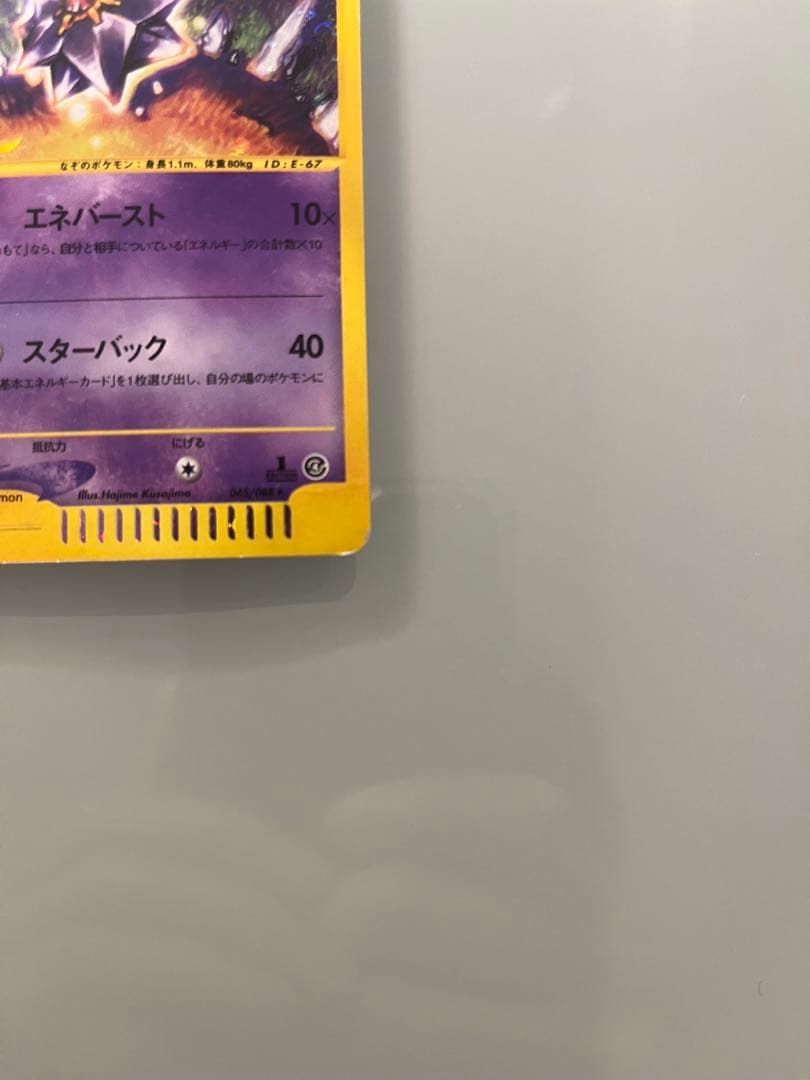 なぞのポケモン：身長1.1m、体重80kg ID:E-67
エネバースト 10×
もて」なら、自分と相手についている「エネルギー」の合計数×10
スターバック 40
基本エネルギーカード」を1枚選び出し、自分の場のポケモンに
抵抗力 にげる
1
EDITION
mon Illus.Hajime Kusajima 045/088★